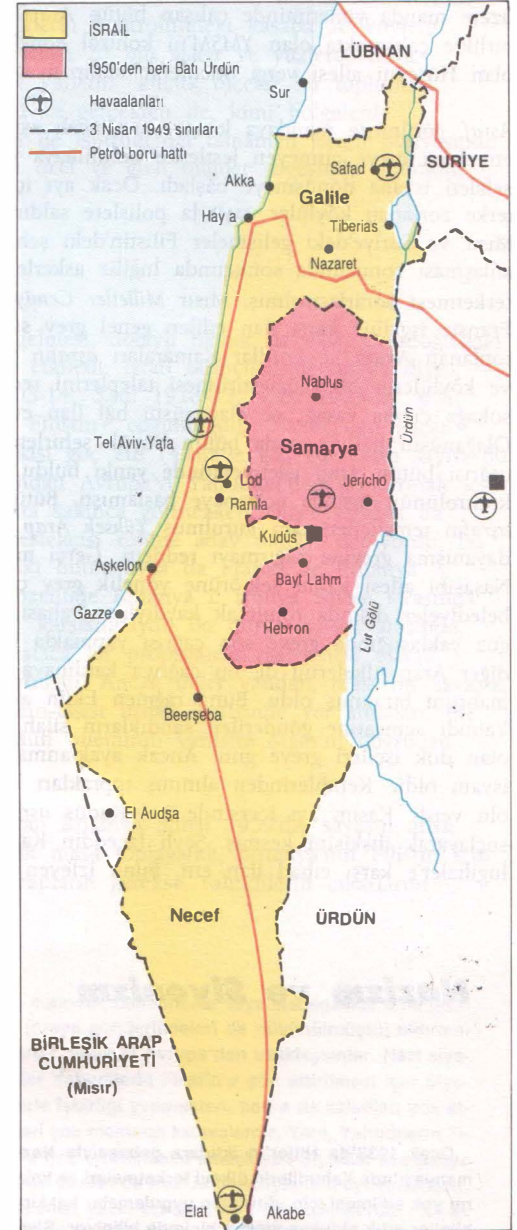 İSRAİL
1950'den beri Batı Ürdün
Havaalanları
3 Nisan 1949 sınırları
Petrol boru hattı
LÜBNAN
Sur
SURİYE
Safad
Akka
Galile
Hayfa
Tiberias
Nazaret
Nablus
Ürdün
Tel Aviv-Yafa
Samarya
Lod
Jericho
Ramla
Kudüs
Aşkelon
Bayt Lahm
Gazze
Hebron
Lut Gölü
Beerşeba
El Audşa
Necef
ÜRDÜN
BİRLEŞİK ARAP
CUMHURİYETİ
(Mısır)
Elat
Akabe